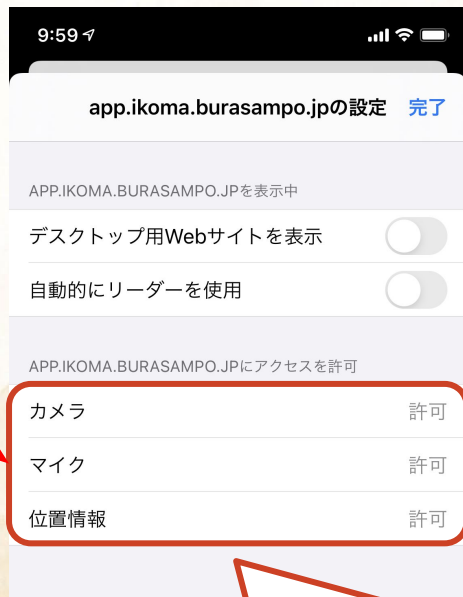 9:59
app.ikoma.burasampo.jpの設定 完了
APP.IKOMA.BURASAMPO.JPを表示中
デスクトップ用Webサイトを表示
自動的にリーダーを使用
APP.IKOMA.BURASAMPO.JPにアクセスを許可
カメラ 許可
マイク 許可
位置情報 許可